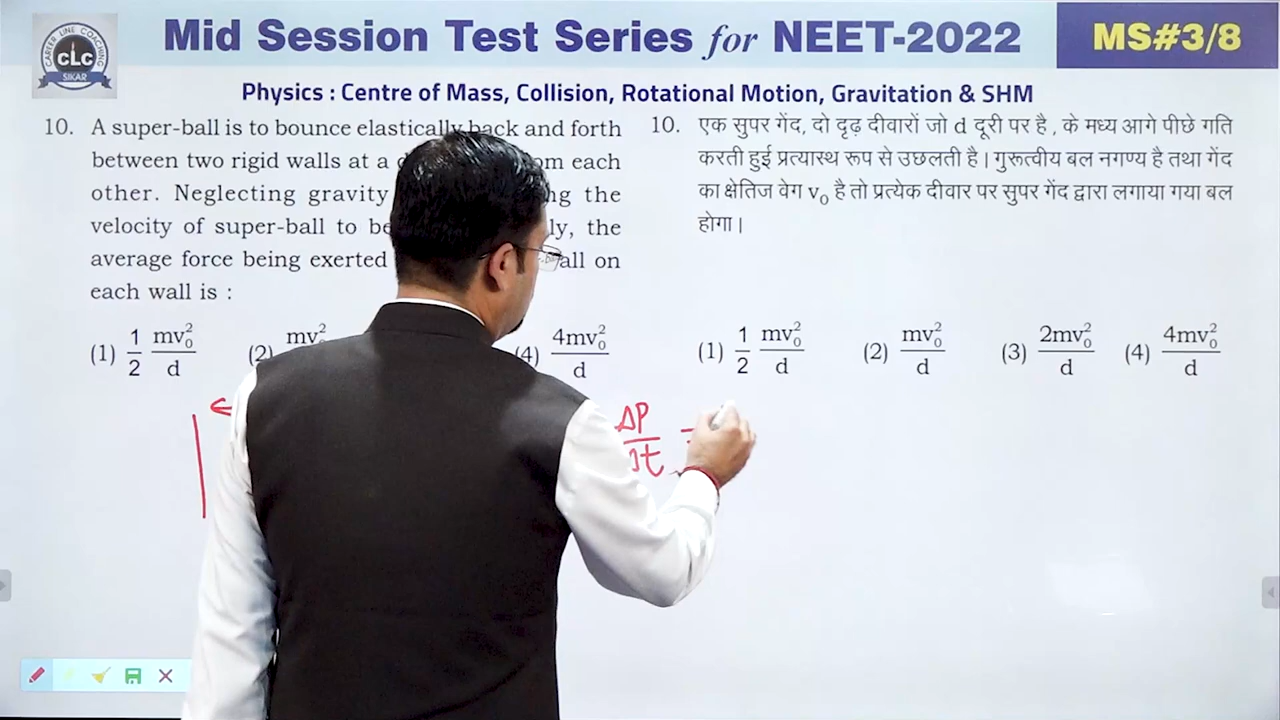 CAREER LINE COACHING
CLC
SIKAR
Mid Session Test Series for NEET-2022
MS#3/8
Physics : Centre of Mass, Collision, Rotational Motion, Gravitation & SHM
10. A super-ball is to bounce elastically back and forth
between two rigid walls at a from each
other. Neglecting gravity the
velocity of super-ball to be the
average force being exerted on
each wall is :
(1) 1/2 mv₀²/d (2) mv₀² (4) 4mv₀²/d
10. एक सुपर गेंद, दो दृढ़ दीवारों जो d दूरी पर है , के मध्य आगे पीछे गति
करती हुई प्रत्यास्थ रूप से उछलती है। गुरूत्वीय बल नगण्य है तथा गेंद
का क्षेतिज वेग v₀ है तो प्रत्येक दीवार पर सुपर गेंद द्वारा लगाया गया बल
होगा।
(1) 1/2 mv₀²/d (2) mv₀²/d (3) 2mv₀²/d (4) 4mv₀²/d
ΔP
Δt